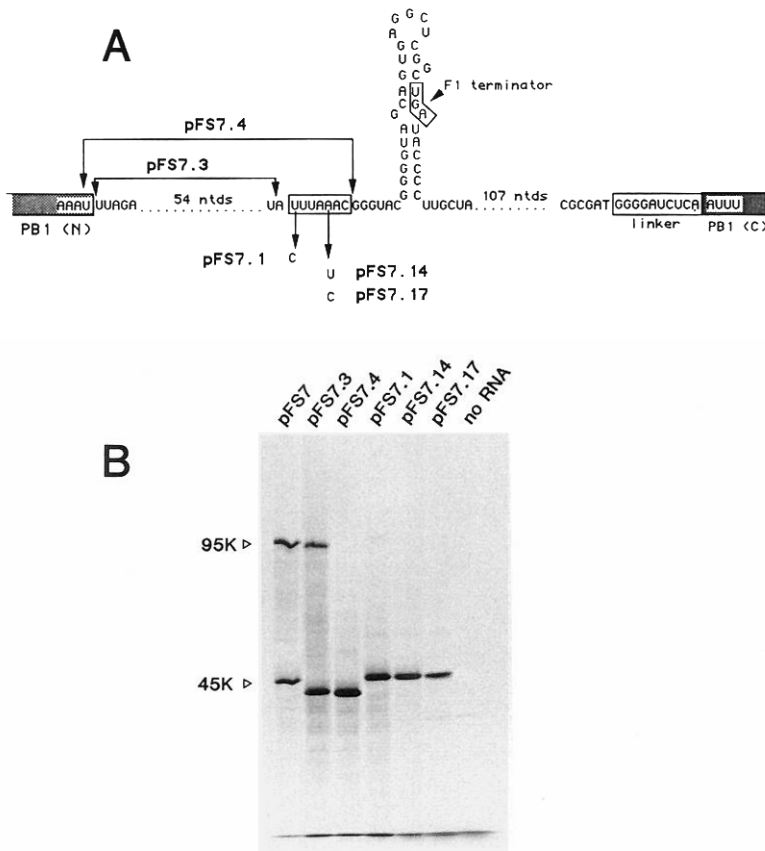 A
GGGGUAGCAGUGAGGCUCGGCUGAUACCCC
F1 terminator
pFS7.4
pFS7.3
AAAU UUAGA 54 ntds UA UUUAAAC GGGUAC UUGCUA 107 ntds CGCGAT GGGGAUCUCA AUUU
PB1 (N) linker PB1 (C)
pFS7.1 C
U pFS7.14
C pFS7.17
B
pFS7 pFS7.3 pFS7.4 pFS7.1 pFS7.14 pFS7.17 no RNA
95K
45K